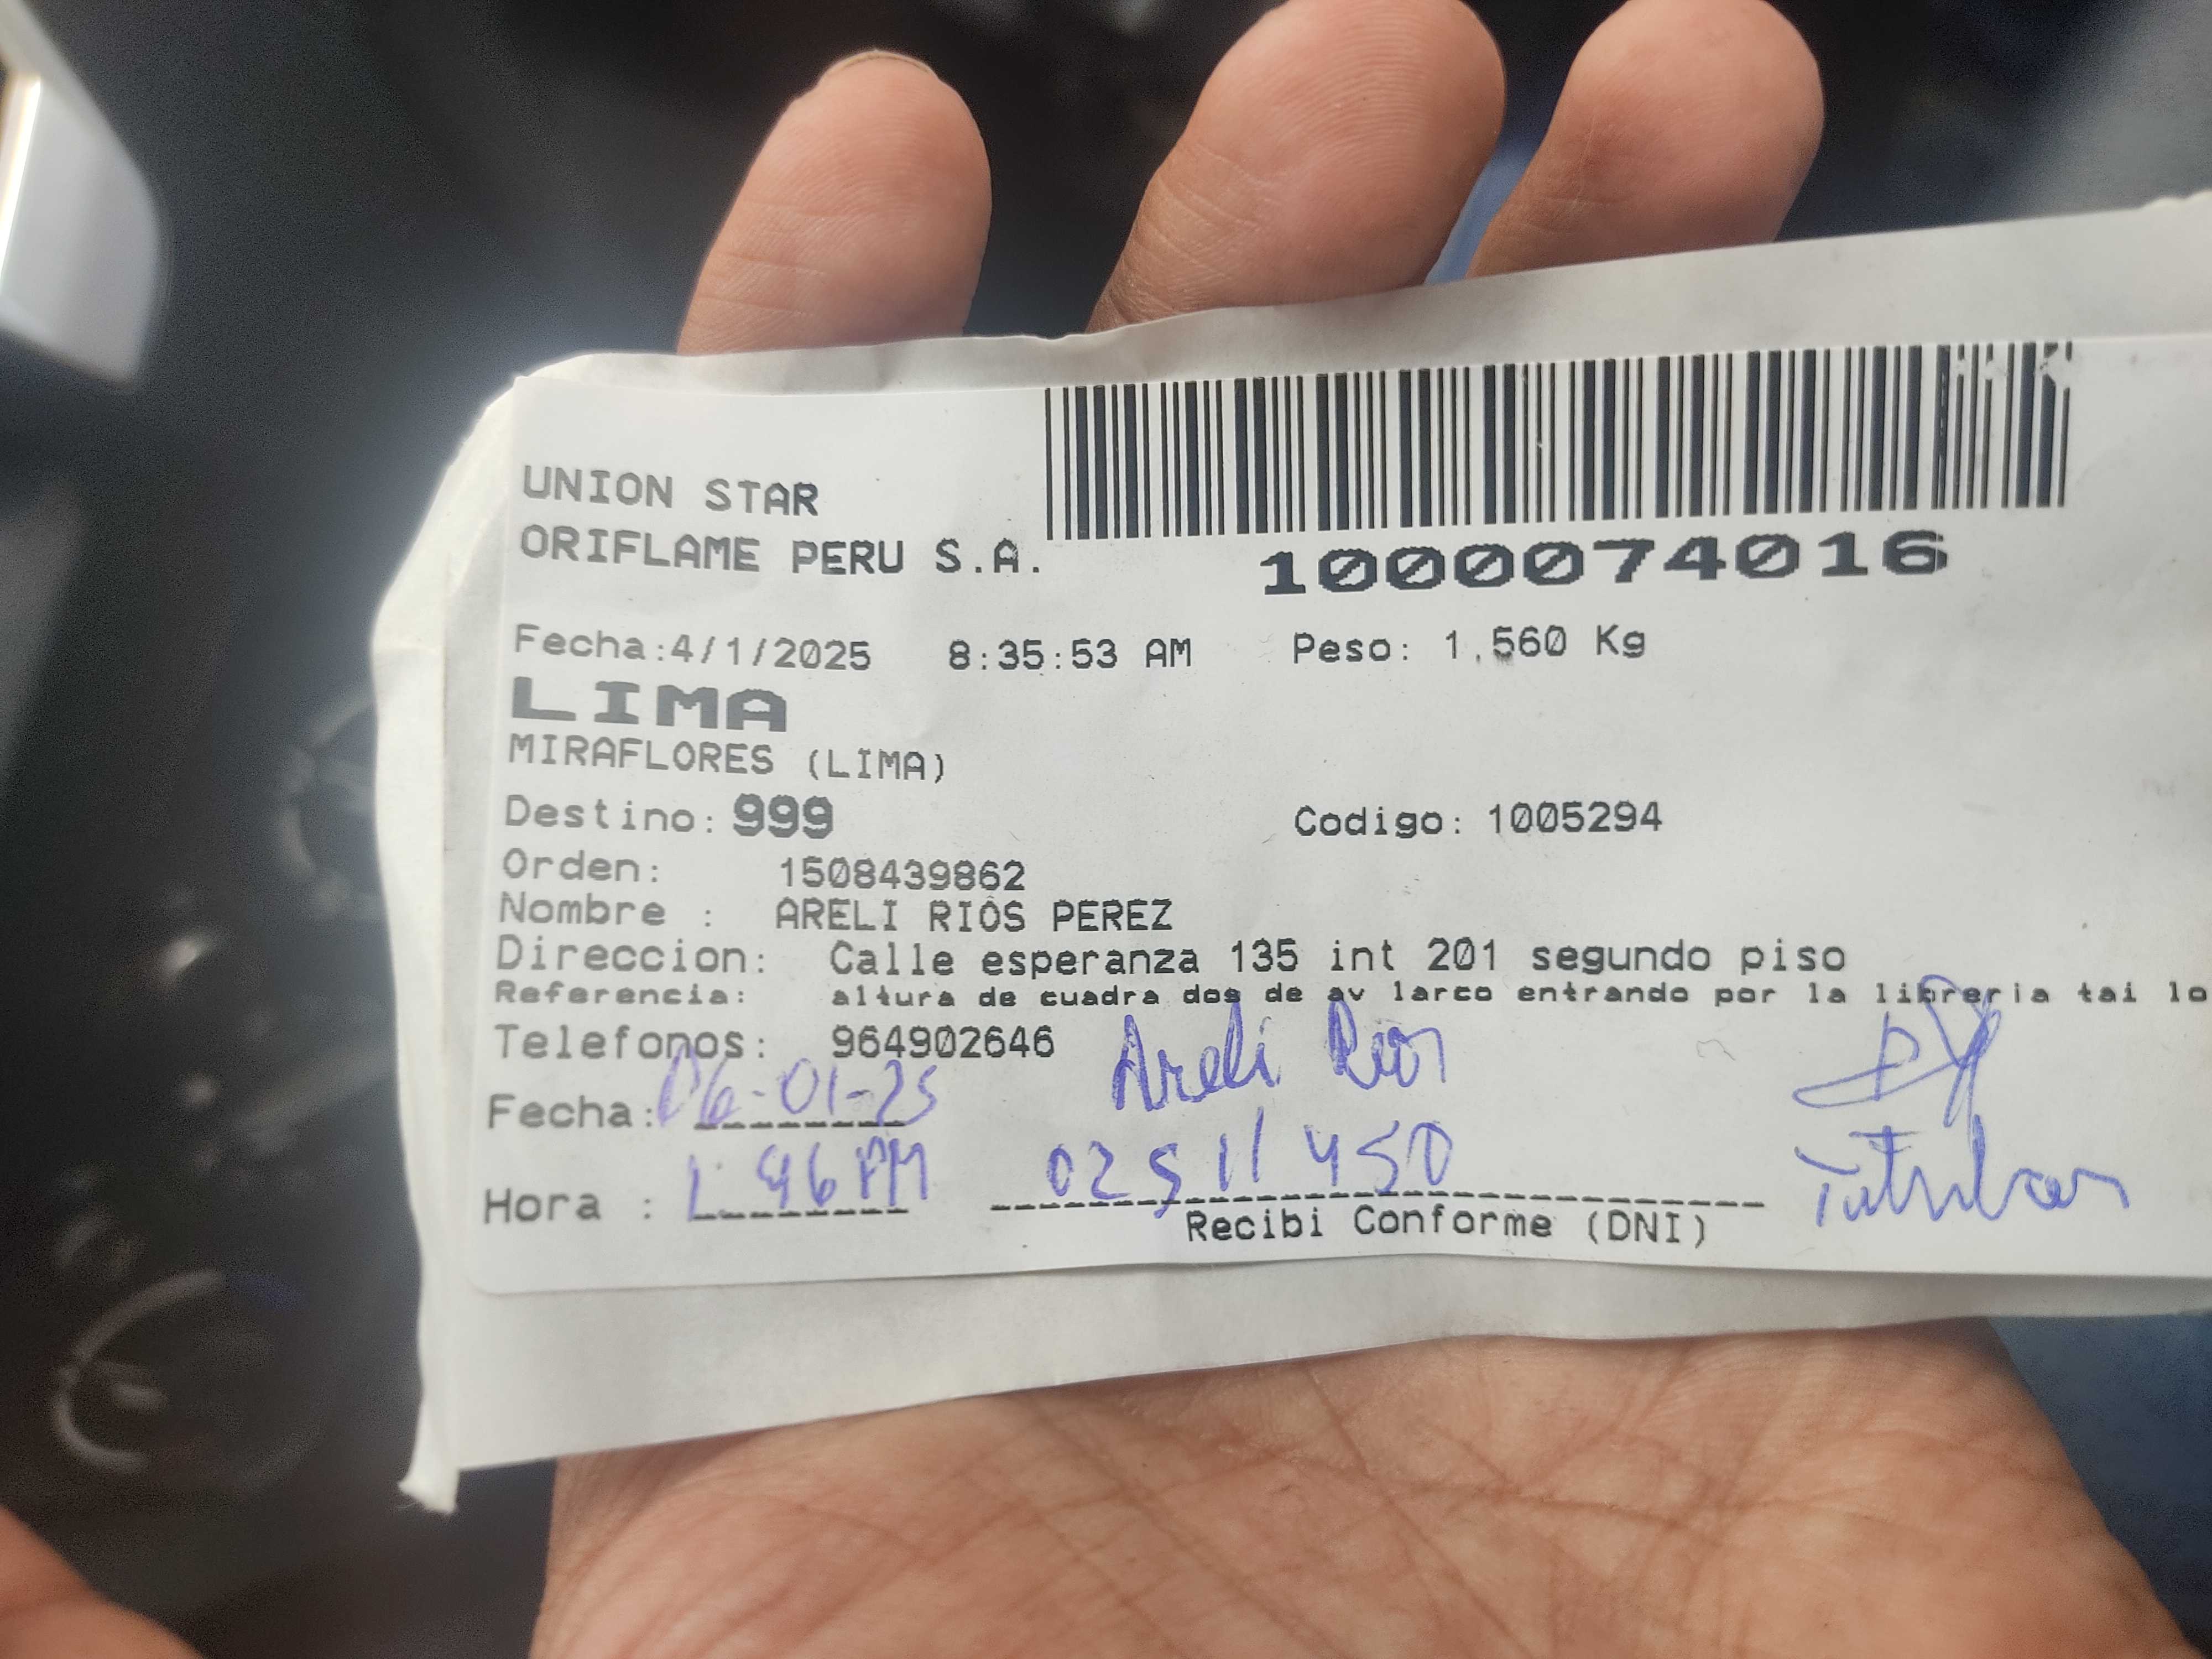 UNION STAR
ORIFLAME PERU S.A.
1000074016
Fecha:4/1/2025 8:35:53 AM Peso: 1.560 Kg
LIMA
MIRAFLORES (LIMA)
Destino: 999 Codigo: 1005294
Orden: 1508439862
Nombre : ARELI RIOS PEREZ
Direccion: Calle esperanza 135 int 201 segundo piso
Referencia: altura de cuadra dos de av larco entrando por la libreria tai lo
Telefonos: 964902646
Areli Rios
Fecha: 06-01-25
Hora : 1:46 PM
Recibi Conforme (DNI)
Titular